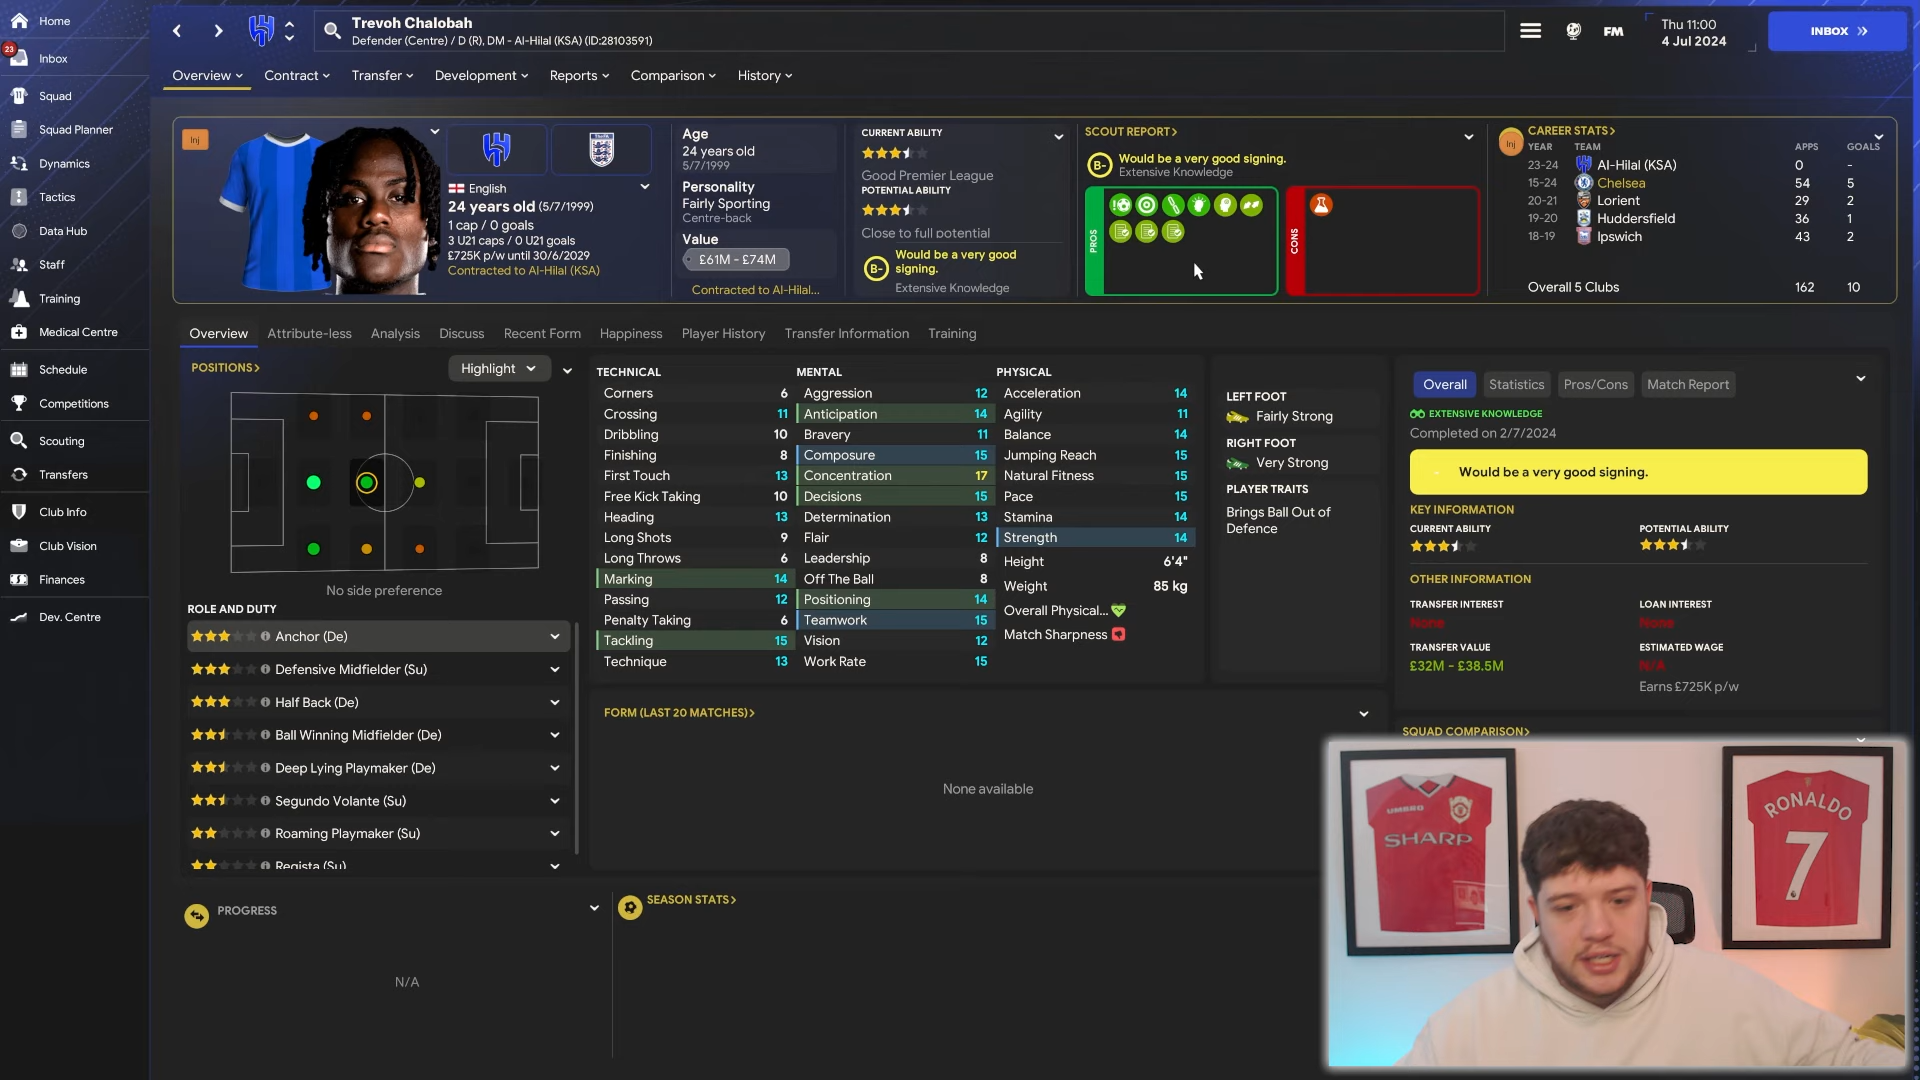 Home
23
Inbox
Squad
Squad Planner
Dynamics
Tactics
Data Hub
Staff
Training
Medical Centre
Schedule
Competitions
Scouting
Transfers
Club Info
Club Vision
Finances
Dev. Centre
Trevoh Chalobah
Defender (Centre) / D (R), DM - Al-Hilal (KSA) (ID:28103591)
FM
Thu 11:00
4 Jul 2024
INBOX
Overview
Contract
Transfer
Development
Reports
Comparison
History
Inj
English
24 years old (5/7/1999)
1 cap / 0 goals
3 U21 caps / 0 U21 goals
£725K p/w until 30/6/2029
Contracted to Al-Hilal (KSA)
Age
24 years old
5/7/1999
Personality
Fairly Sporting
Centre-back
Value
£61M - £74M
Contracted to Al-Hilal...
CURRENT ABILITY
Good Premier League
POTENTIAL ABILITY
Close to full potential
B-
Would be a very good signing.
Extensive Knowledge
SCOUT REPORT>
B-
Would be a very good signing.
Extensive Knowledge
PROS
CONS
Inj
CAREER STATS>
YEAR TEAM APPS GOALS
23-24 Al-Hilal (KSA) 0 -
15-24 Chelsea 54 5
20-21 Lorient 29 2
19-20 Huddersfield 36 1
18-19 Ipswich 43 2
Overall 5 Clubs 162 10
Overview
Attribute-less
Analysis
Discuss
Recent Form
Happiness
Player History
Transfer Information
Training
POSITIONS>
Highlight
No side preference
ROLE AND DUTY
Anchor (De)
Defensive Midfielder (Su)
Half Back (De)
Ball Winning Midfielder (De)
Deep Lying Playmaker (De)
Segundo Volante (Su)
Roaming Playmaker (Su)
Regista (Su)
TECHNICAL
Corners 6
Crossing 11
Dribbling 10
Finishing 8
First Touch 13
Free Kick Taking 10
Heading 13
Long Shots 9
Long Throws 6
Marking 14
Passing 12
Penalty Taking 6
Tackling 15
Technique 13
MENTAL
Aggression 12
Anticipation 14
Bravery 11
Composure 15
Concentration 17
Decisions 15
Determination 13
Flair 12
Leadership 8
Off The Ball 8
Positioning 14
Teamwork 15
Vision 12
Work Rate 15
PHYSICAL
Acceleration 14
Agility 11
Balance 14
Jumping Reach 15
Natural Fitness 15
Pace 15
Stamina 14
Strength 14
Height 6'4"
Weight 85 kg
Overall Physical...
Match Sharpness
LEFT FOOT
Fairly Strong
RIGHT FOOT
Very Strong
PLAYER TRAITS
Brings Ball Out of
Defence
Overall
Statistics
Pros/Cons
Match Report
EXTENSIVE KNOWLEDGE
Completed on 2/7/2024
Would be a very good signing.
KEY INFORMATION
CURRENT ABILITY
POTENTIAL ABILITY
OTHER INFORMATION
TRANSFER INTEREST
None
LOAN INTEREST
None
TRANSFER VALUE
£32M - £38.5M
ESTIMATED WAGE
N/A
Earns £725K p/w
SQUAD COMPARISON>
FORM (LAST 20 MATCHES)>
None available
PROGRESS
N/A
SEASON STATS>
UMBRO
SHARP
RONALDO
7